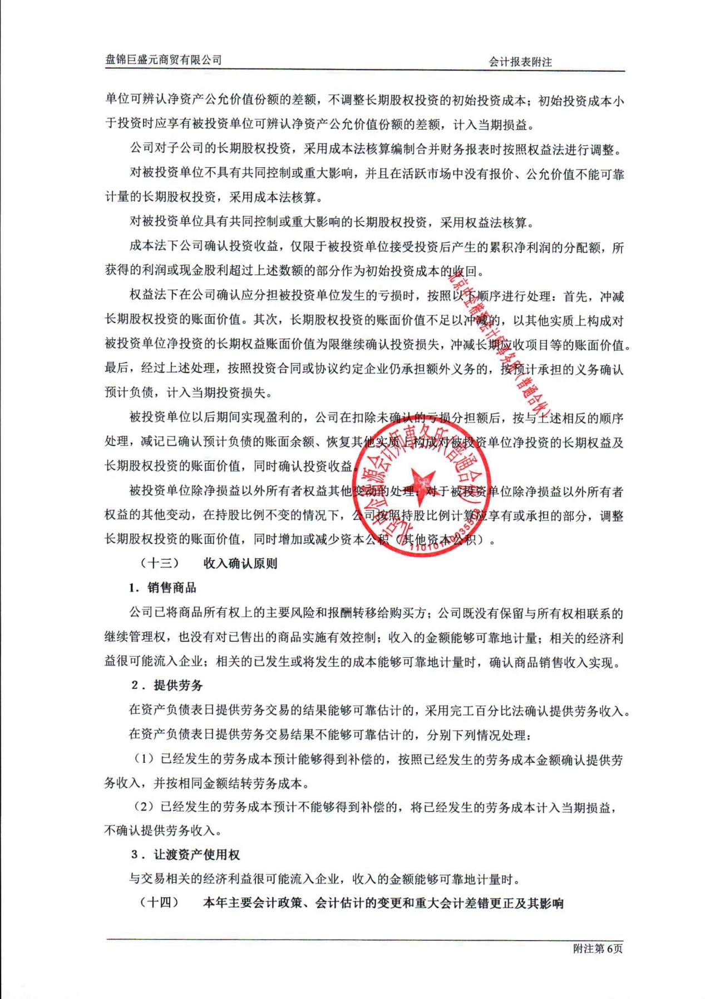 盘锦巨盛元商贸有限公司
会计报表附注
单位可辨认净资产公允价值份额的差额，不调整长期股权投资的初始投资成本；初始投资成本小
于投资时应享有被投资单位可辨认净资产公允价值份额的差额，计入当期损益。
公司对子公司的长期股权投资，采用成本法核算编制合并财务报表时按照权益法进行调整。
对被投资单位不具有共同控制或重大影响，并且在活跃市场中没有报价、公允价值不能可靠
计量的长期股权投资，采用成本法核算。
对被投资单位具有共同控制或重大影响的长期股权投资，采用权益法核算。
成本法下公司确认投资收益，仅限于被投资单位接受投资后产生的累积净利润的分配额，所
获得的利润或现金股利超过上述数额的部分作为初始投资成本的收回。
权益法下在公司确认应分担被投资单位发生的亏损时，按照以下顺序进行处理：首先，冲减
长期股权投资的账面价值。其次，长期股权投资的账面价值不足以冲减的，以其他实质上构成对
被投资单位净投资的长期权益账面价值为限继续确认投资损失，冲减长期应收项目等的账面价值。
最后，经过上述处理，按照投资合同或协议约定企业仍承担额外义务的，按预计承担的义务确认
预计负债，计入当期投资损失。
被投资单位以后期间实现盈利的，公司在扣除未确认的亏损分担额后，按与上述相反的顺序
处理，减记已确认预计负债的账面余额、恢复其他实质上构成对被投资单位净投资的长期权益及
长期股权投资的账面价值，同时确认投资收益。
被投资单位除净损益以外所有者权益其他变动的处理：对于被投资单位除净损益以外所有者
权益的其他变动，在持股比例不变的情况下，公司按照持股比例计算应享有或承担的部分，调整
长期股权投资的账面价值，同时增加或减少资本公积（其他资本公积）。
（十三） 收入确认原则
1．销售商品
公司已将商品所有权上的主要风险和报酬转移给购买方；公司既没有保留与所有权相联系的
继续管理权，也没有对已售出的商品实施有效控制；收入的金额能够可靠地计量；相关的经济利
益很可能流入企业；相关的已发生或将发生的成本能够可靠地计量时，确认商品销售收入实现。
２．提供劳务
在资产负债表日提供劳务交易的结果能够可靠估计的，采用完工百分比法确认提供劳务收入。
在资产负债表日提供劳务交易结果不能够可靠估计的，分别下列情况处理：
（1）已经发生的劳务成本预计能够得到补偿的，按照已经发生的劳务成本金额确认提供劳
务收入，并按相同金额结转劳务成本。
（2）已经发生的劳务成本预计不能够得到补偿的，将已经发生的劳务成本计入当期损益，
不确认提供劳务收入。
３．让渡资产使用权
与交易相关的经济利益很可能流入企业，收入的金额能够可靠地计量时。
（十四） 本年主要会计政策、会计估计的变更和重大会计差错更正及其影响
附注第 6页